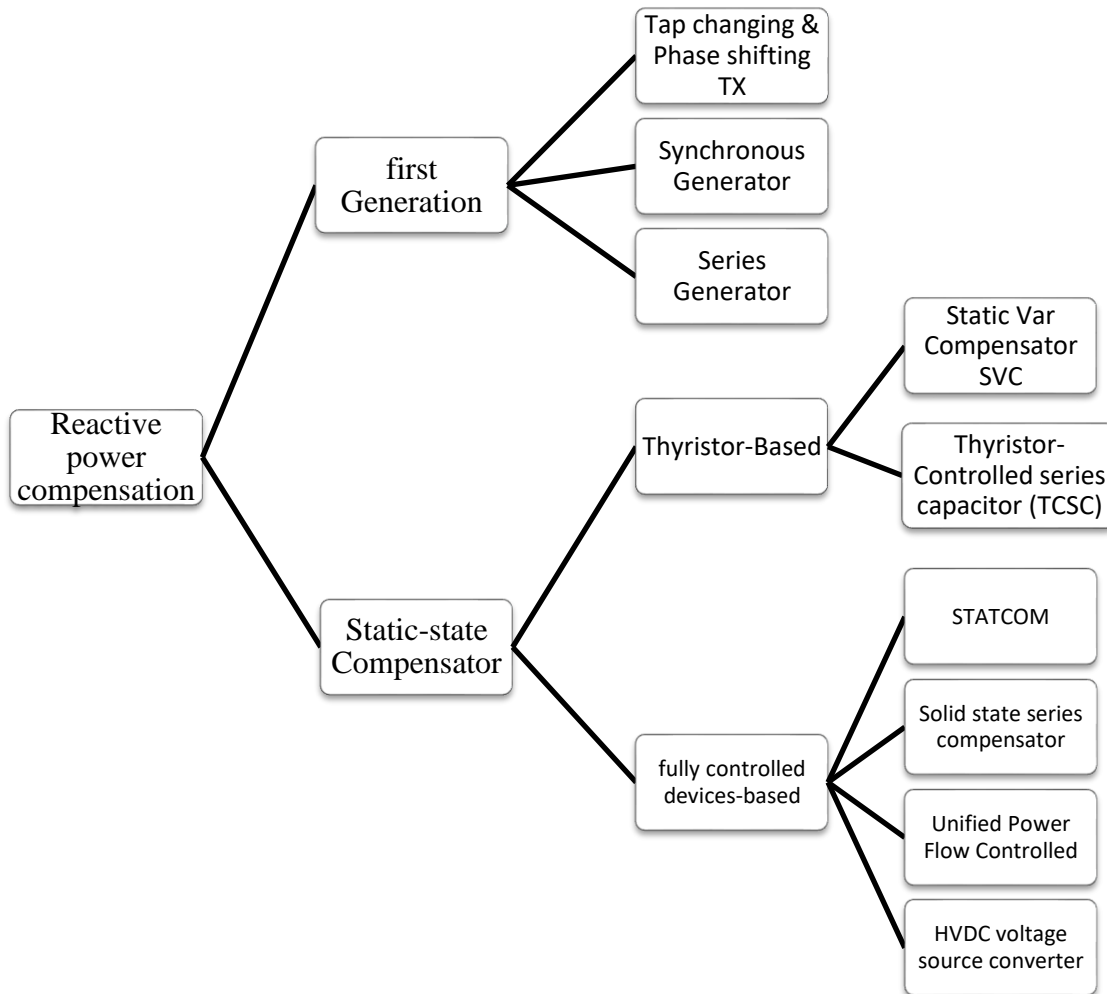 Tap changing &
Phase shifting
TX
first
Generation
Synchronous
Generator
Series
Generator
Reactive
power
compensation
Static Var
Compensator
SVC
Thyristor-Based
Thyristor-
Controlled series
capacitor (TCSC)
Static-state
Compensator
STATCOM
Solid state series
compensator
fully controlled
devices-based
Unified Power
Flow Controlled
HVDC voltage
source converter